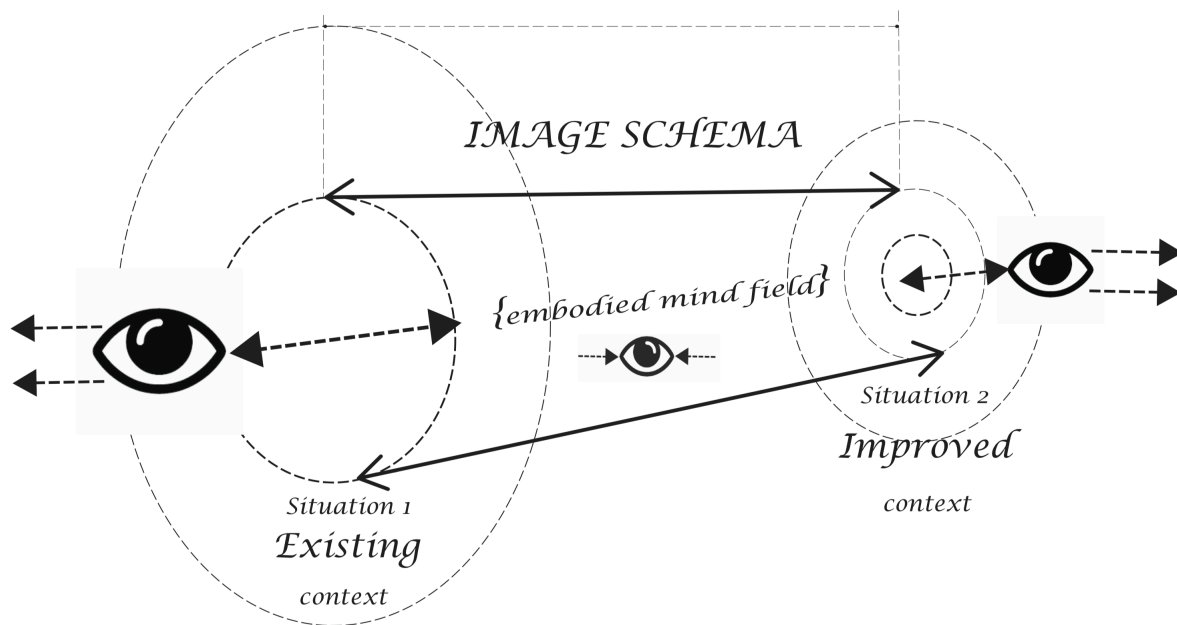 IMAGE SCHEMA
{embodied mind field}
Situation 2
Improved
context
Situation 1
Existing
context